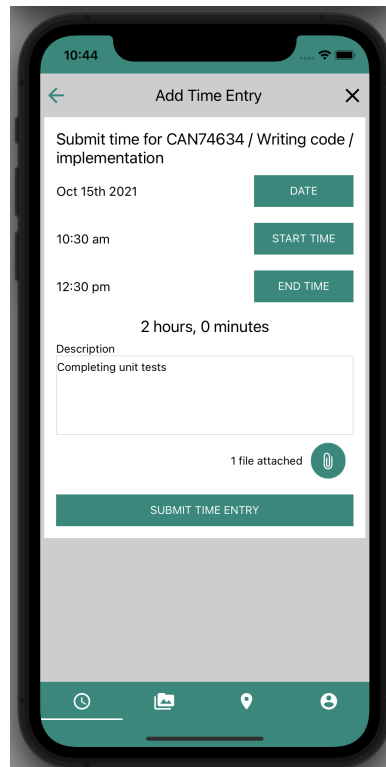 10:44
Add Time Entry
Submit time for CAN74634 / Writing code /
implementation
Oct 15th 2021
DATE
10:30 am
START TIME
12:30 pm
END TIME
2 hours, 0 minutes
Description
Completing unit tests
1 file attached
SUBMIT TIME ENTRY